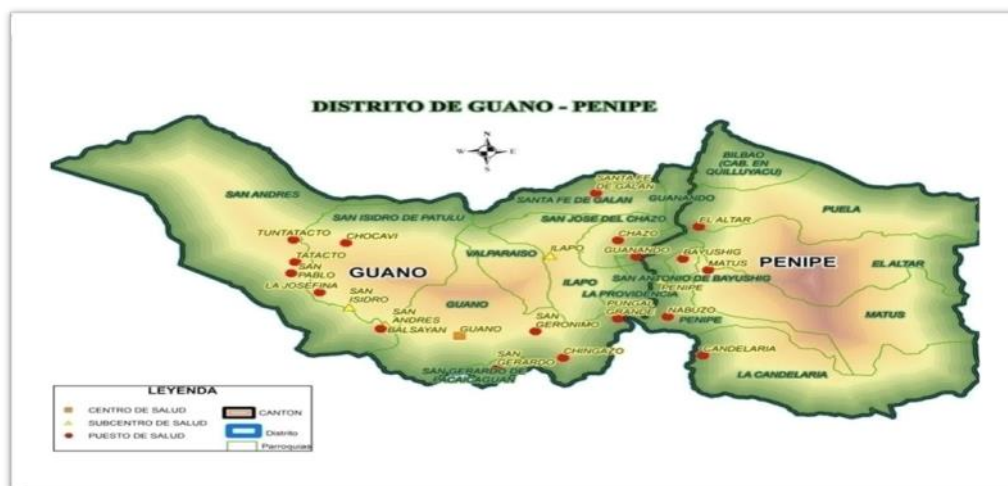 DISTRITO DE GUANO - PENIPE
N
W
E
S
BILBAO
(CAB. EN
QUILLUYACU)
SAN ANDRES
SANTA FE
DE GALAN
SANTA FE DE GALAN
GUANANDO
PUELA
SAN ISIDRO DE PATULU
SAN JOSE DEL CHAZO
EL ALTAR
TUNTATACTO
CHOCAVI
CHAZO
VALPARAISO
ILAPO
GUANANDO
BAYUSHIG
TATACTO
MATUS
PENIPE
EL ALTAR
SAN
PABLO
GUANO
ILAPO
SAN ANTONIO DE BAYUSHIG
LA JOSEFINA
LA PROVIDENCIA
PENIPE
SAN
ISIDRO
GUANO
PUNGAL
GRANDE
NABUZO
PENIPE
MATUS
SAN
ANDRES
BALSAYAN
GUANO
SAN
GERONIMO
SAN
GERARDO
CHINGAZO
CANDELARIA
SAN GERARDO DE
PACAICAGUAN
LA CANDELARIA
LEYENDA
CENTRO DE SALUD
CANTON
SUBCENTRO DE SALUD
Distrito
PUESTO DE SALUD
Parroquias